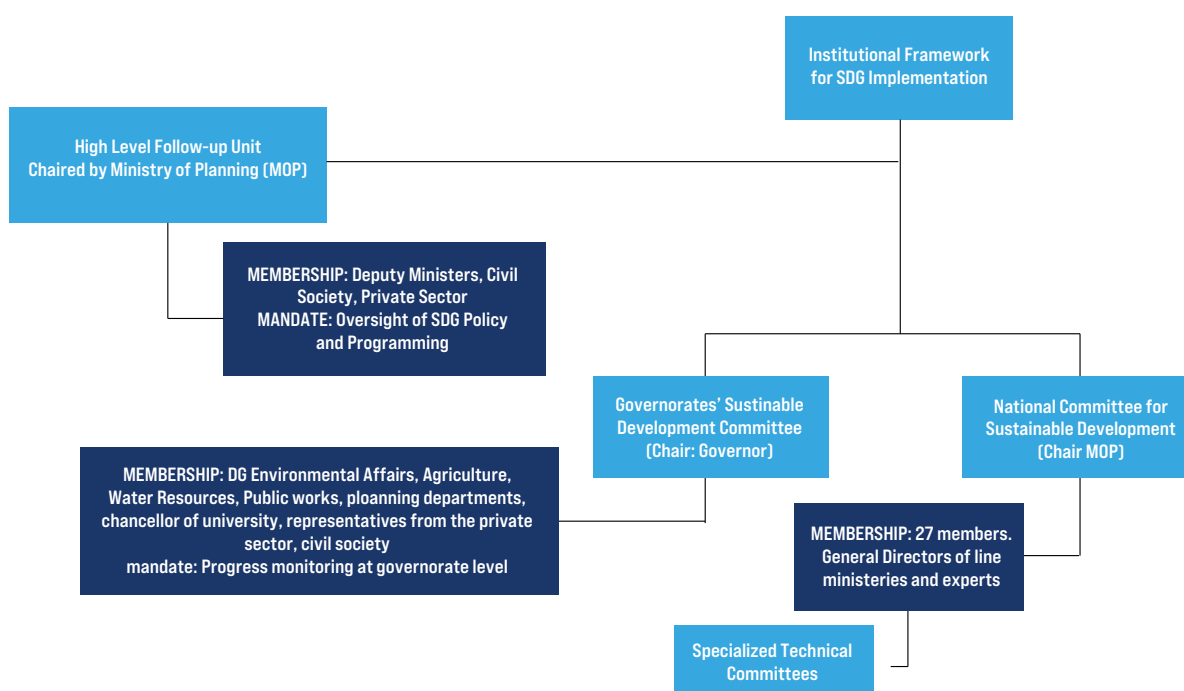 Institutional Framework
for SDG Implementation
High Level Follow-up Unit
Chaired by Ministry of Planning (MOP)
MEMBERSHIP: Deputy Ministers, Civil
Society, Private Sector
MANDATE: Oversight of SDG Policy
and Programming
Governorates’ Sustinable
Development Committee
(Chair: Governor)
National Committee for
Sustainable Development
(Chair MOP)
MEMBERSHIP: DG Environmental Affairs, Agriculture,
Water Resources, Public works, ploanning departments,
chancellor of university, representatives from the private
sector, civil society
mandate: Progress monitoring at governorate level
MEMBERSHIP: 27 members.
General Directors of line
ministeries and experts
Specialized Technical
Committees